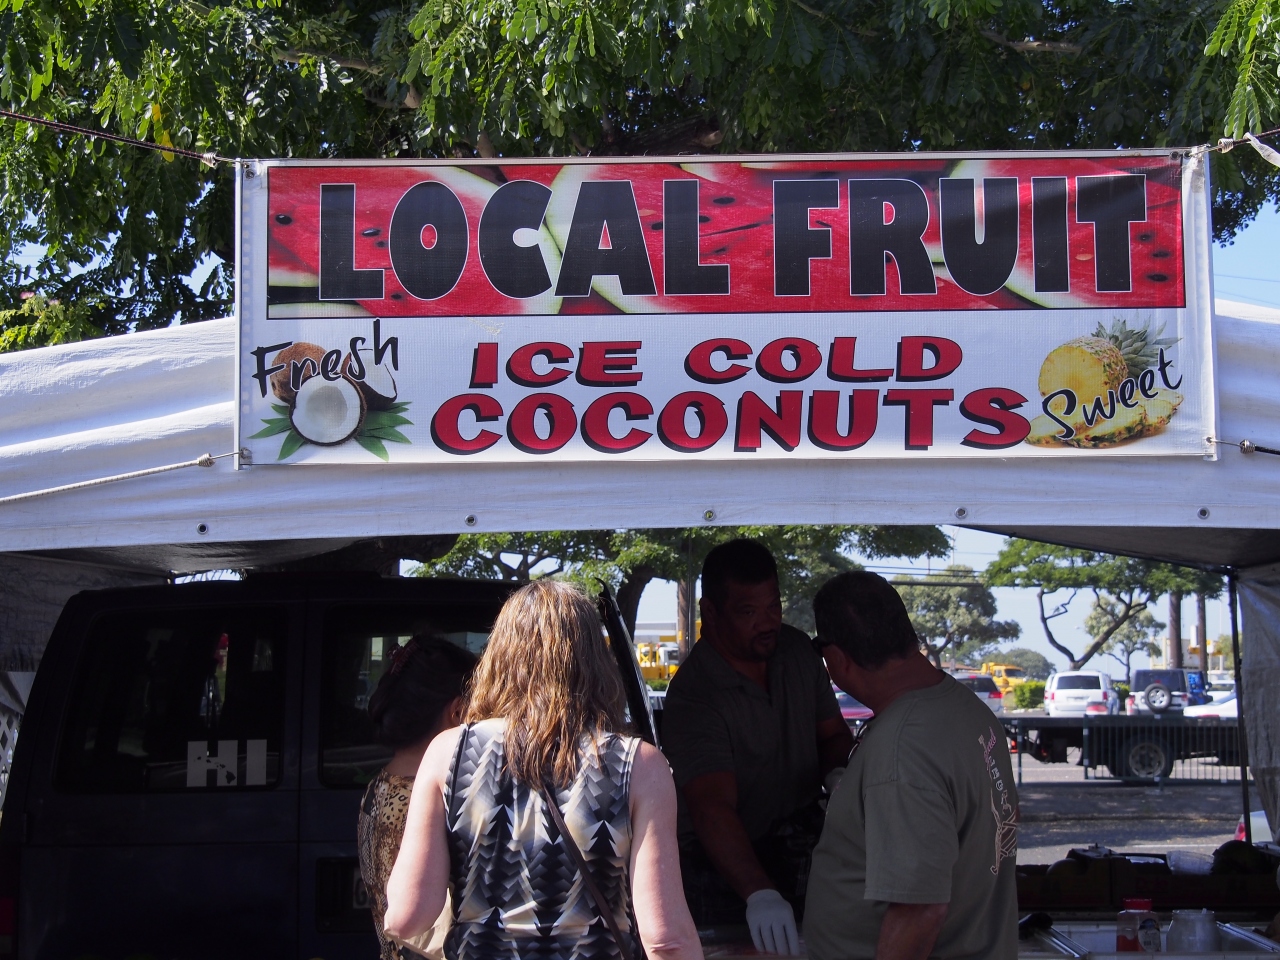 LOCAL FRUIT
Fresh
ICE COLD
COCONUTS
Sweet
HI